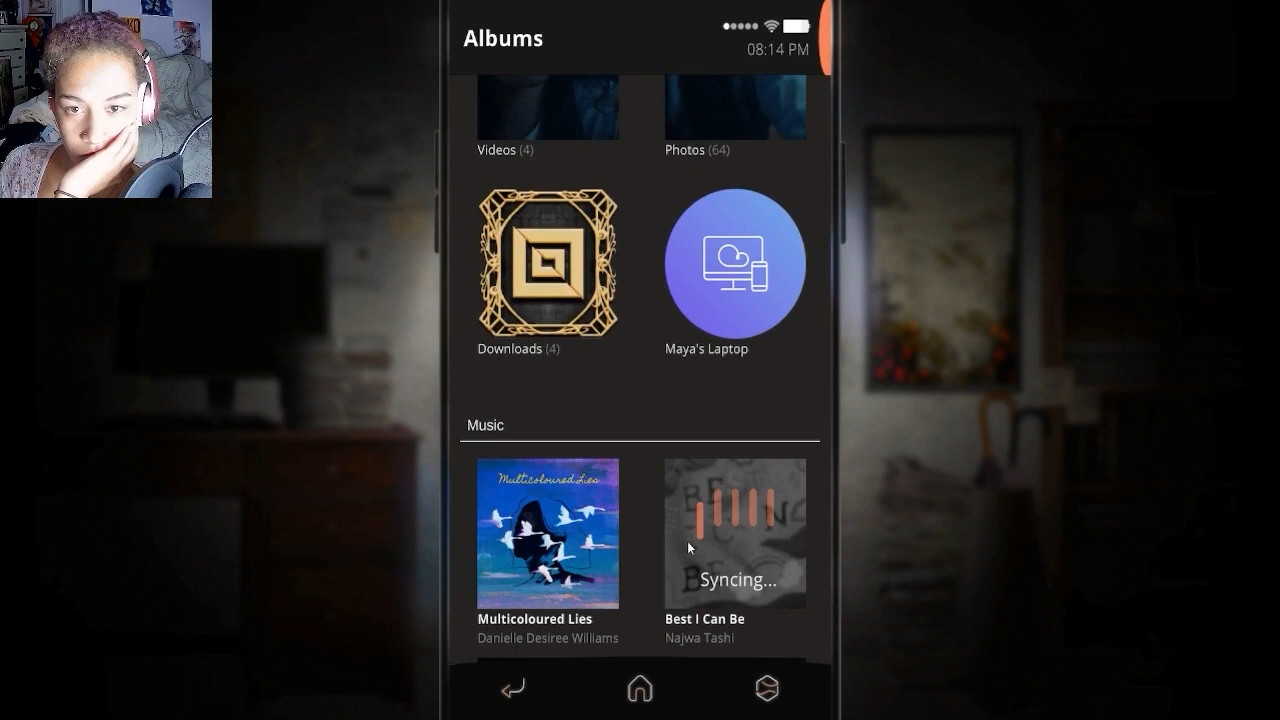 Albums
08:14 PM
Videos (4)
Photos (64)
Downloads (4)
Maya's Laptop
Music
Multicoloured Lies
Syncing...
Multicoloured Lies
Best I Can Be
Danielle Desiree Williams
Najwa Tashi